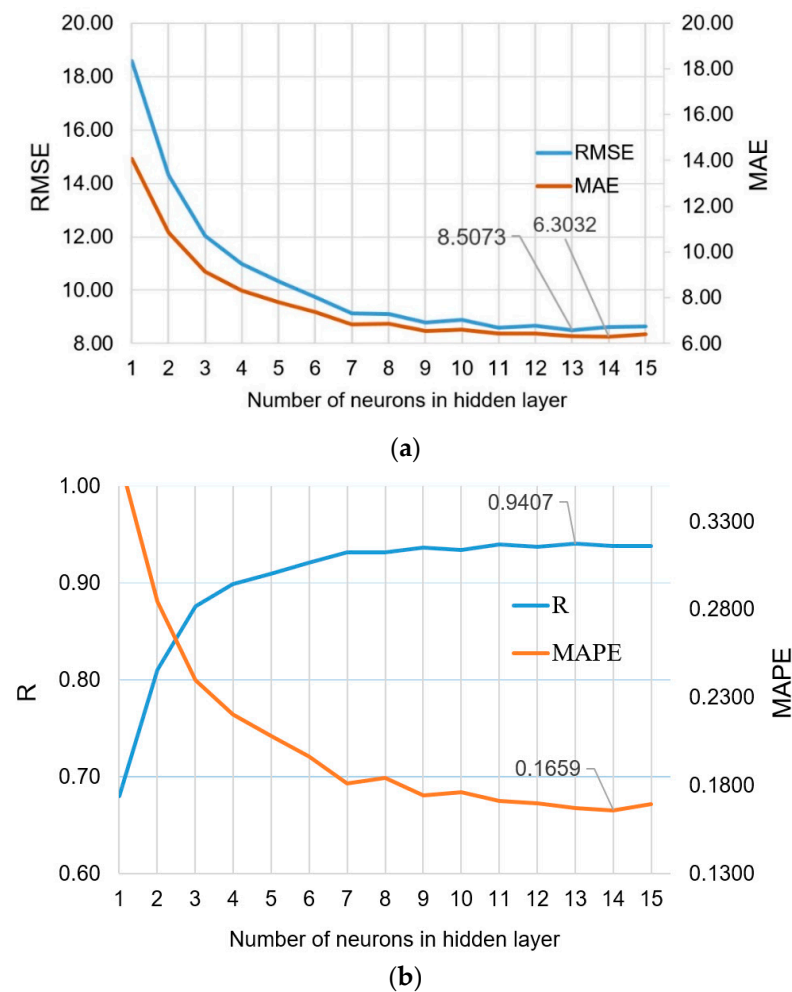 20.00
18.00
16.00
14.00
12.00
10.00
8.00
RMSE
20.00
18.00
16.00
14.00
12.00
10.00
8.00
6.00
MAE
RMSE
MAE
8.5073
6.3032
1 2 3 4 5 6 7 8 9 10 11 12 13 14 15
Number of neurons in hidden layer
(a)
1.00
0.90
0.80
0.70
0.60
R
0.3300
0.2800
0.2300
0.1800
0.1300
MAPE
0.9407
R
MAPE
0.1659
1 2 3 4 5 6 7 8 9 10 11 12 13 14 15
Number of neurons in hidden layer
(b)